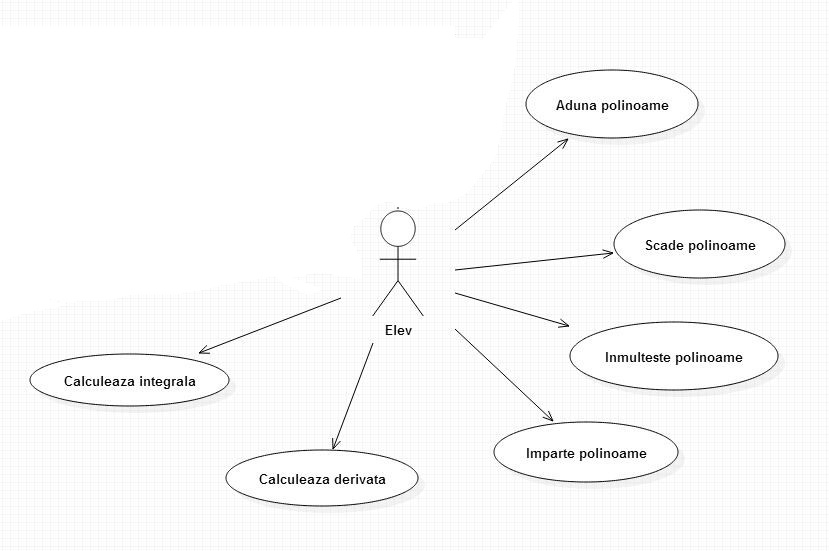 Aduna polinoame
Scade polinoame
Elev
Inmulteste polinoame
Calculeaza integrala
Imparte polinoame
Calculeaza derivata